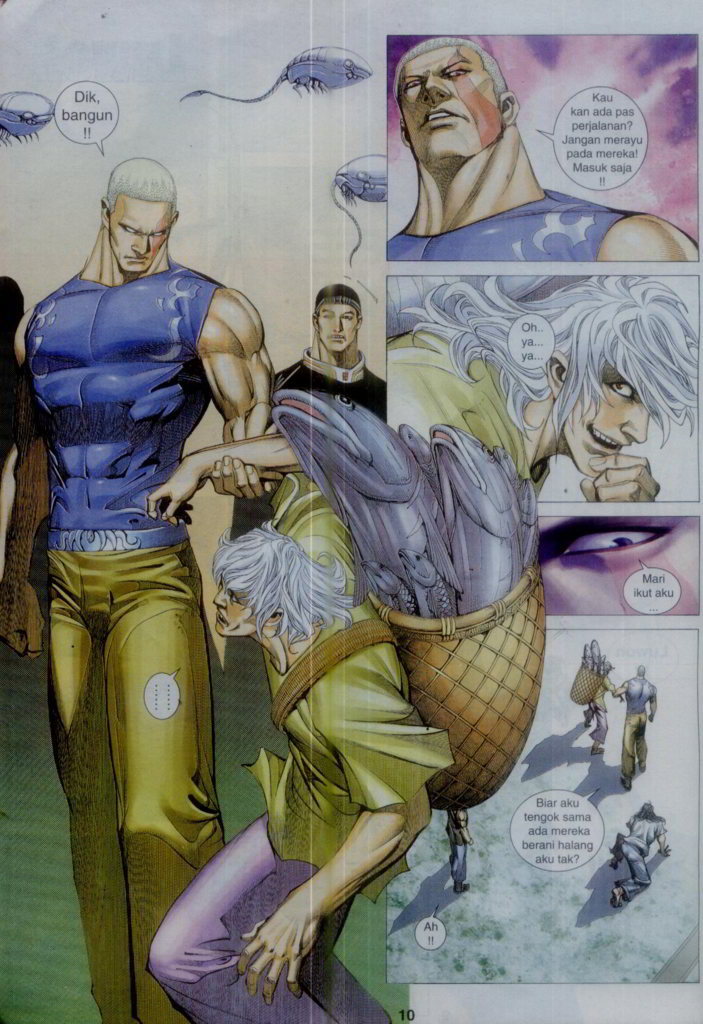 Dik,
bangun
!!
Kau
kan ada pas
perjalanan?
Jangan merayu
pada mereka!
Masuk saja
!!
Oh..
ya...
ya...
Mari
ikut aku
...
Biar aku
tengok sama
ada mereka
berani halang
aku tak?
Ah
!!
10